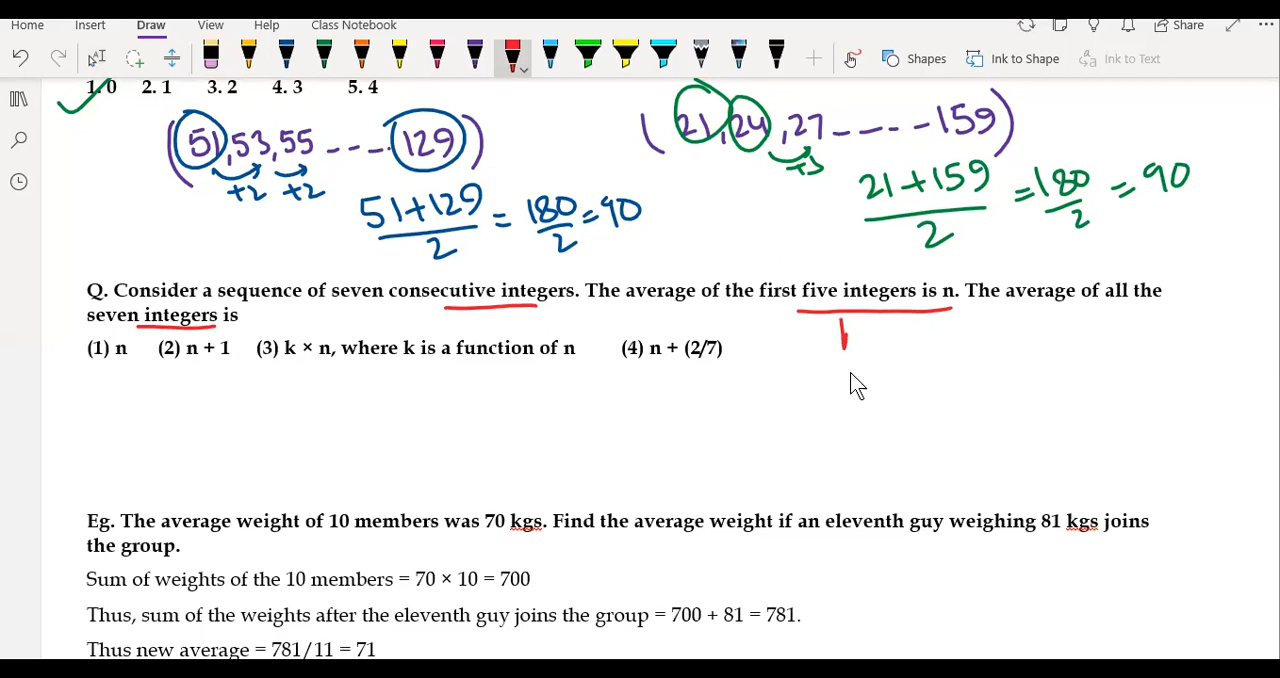 Home Insert Draw View Help Class Notebook Share
Shapes Ink to Shape Ink to Text
1. 0 2. 1 3. 2 4. 3 5. 4
(51, 53, 55 ---- 129)
+2 +2
51+129/2 = 180/2 = 90
(21, 24, 27 ----- 159)
+3
21+159/2 = 180/2 = 90
Q. Consider a sequence of seven consecutive integers. The average of the first five integers is n. The average of all the
seven integers is
(1) n (2) n + 1 (3) k × n, where k is a function of n (4) n + (2/7)
Eg. The average weight of 10 members was 70 kgs. Find the average weight if an eleventh guy weighing 81 kgs joins
the group.
Sum of weights of the 10 members = 70 × 10 = 700
Thus, sum of the weights after the eleventh guy joins the group = 700 + 81 = 781.
Thus new average = 781/11 = 71